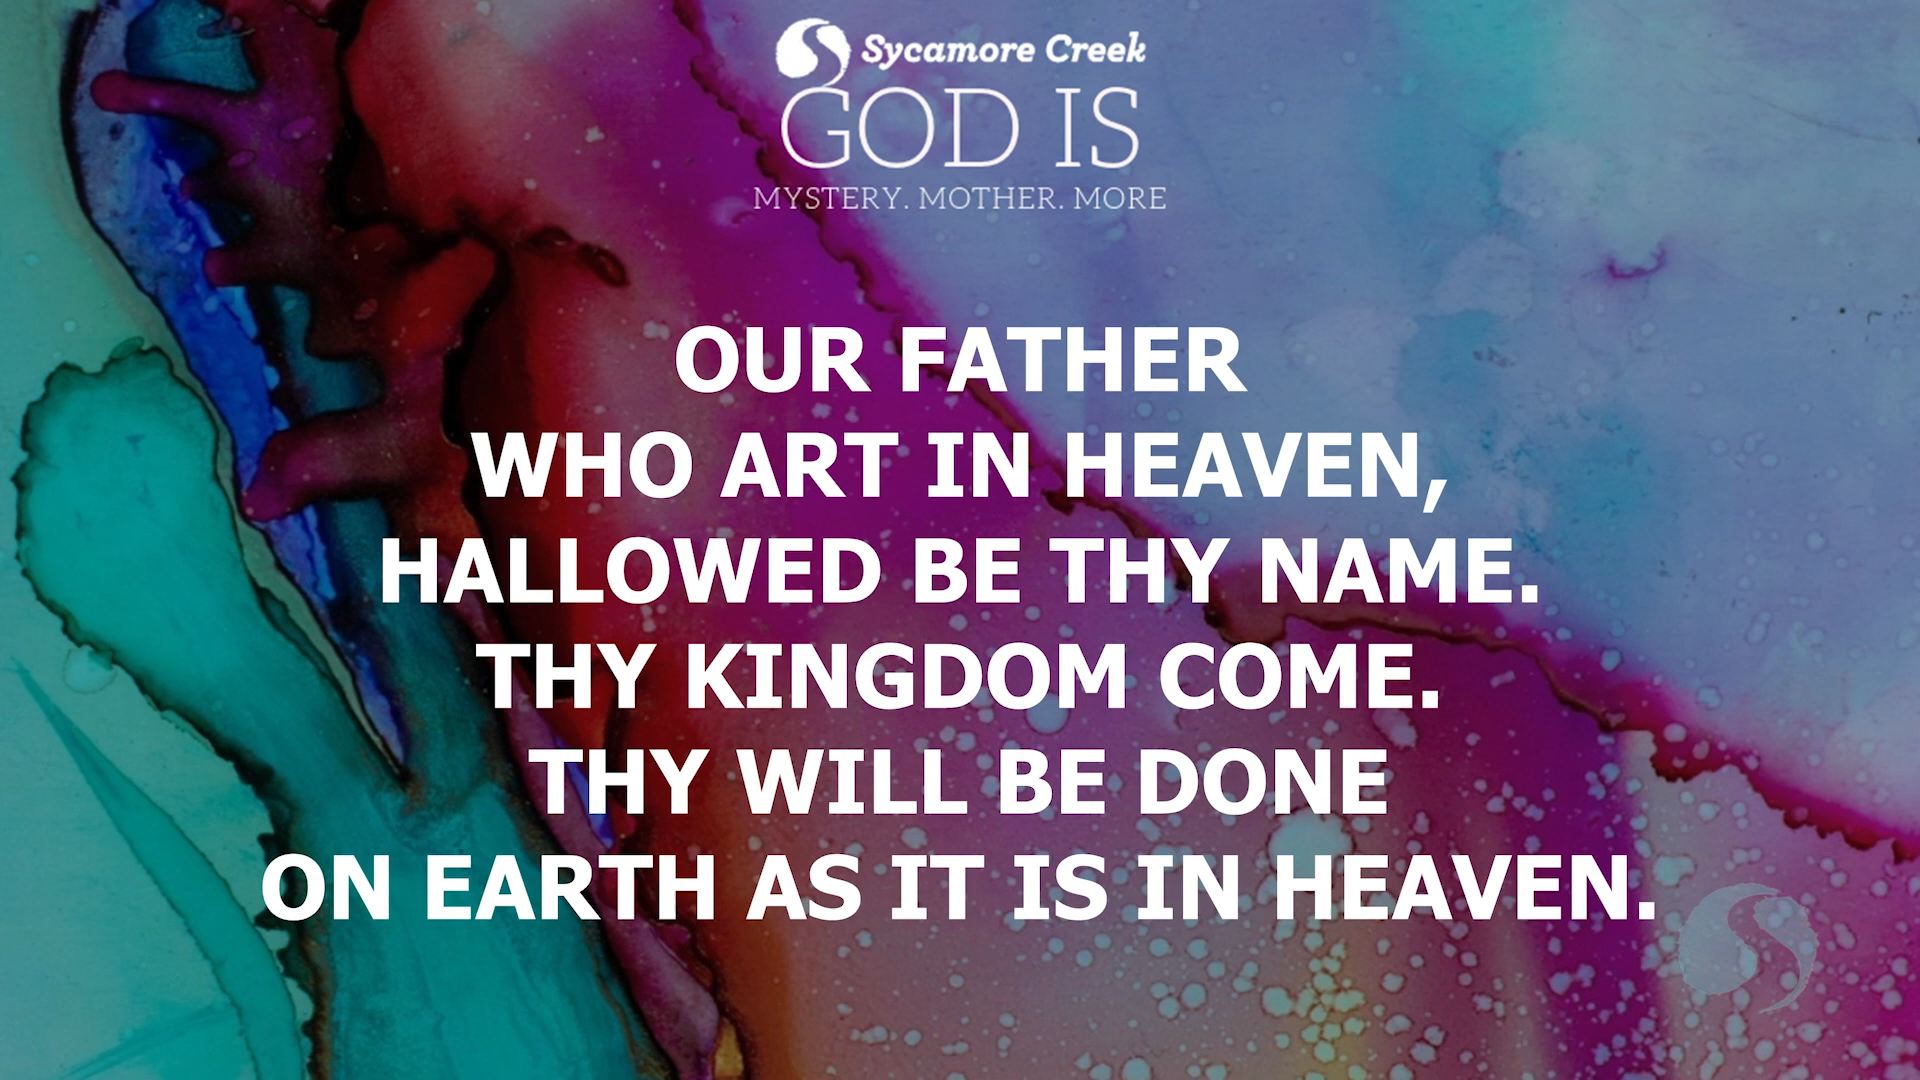 Sycamore Creek
GOD IS
MYSTERY. MOTHER. MORE
OUR FATHER
WHO ART IN HEAVEN,
HALLOWED BE THY NAME.
THY KINGDOM COME.
THY WILL BE DONE
ON EARTH AS IT IS IN HEAVEN.